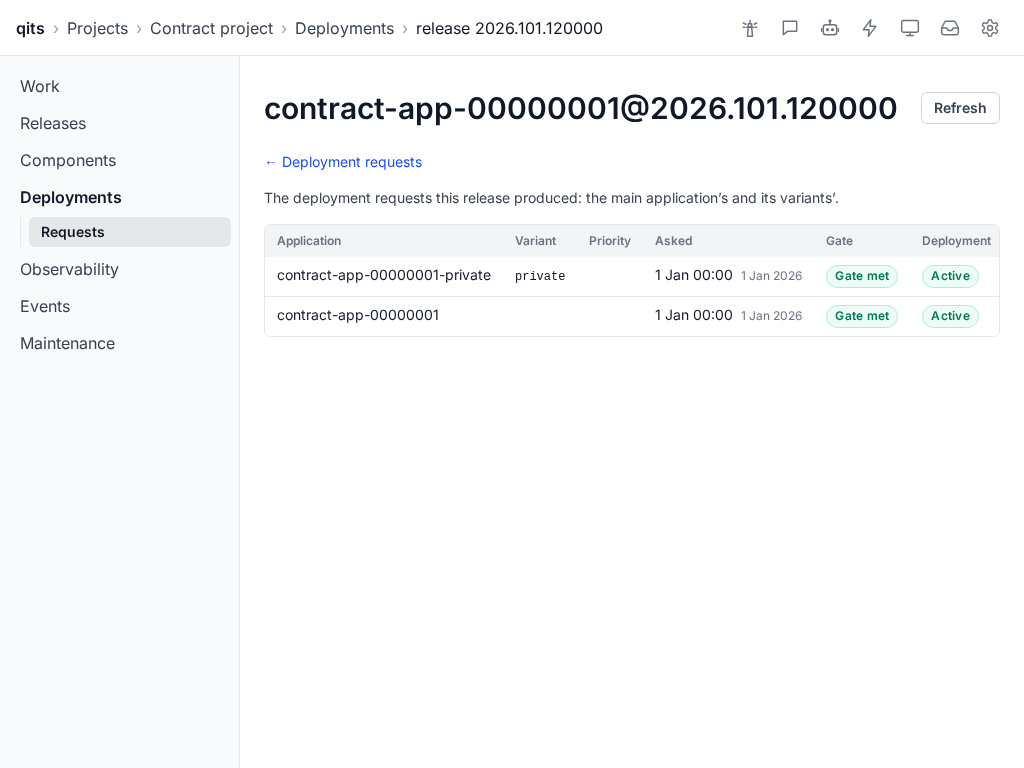 qits › Projects › Contract project › Deployments › release 2026.101.120000
Work
Releases
Components
Deployments
Requests
Observability
Events
Maintenance
contract-app-00000001@2026.101.120000
Refresh
← Deployment requests
The deployment requests this release produced: the main application’s and its variants’.
Application Variant Priority Asked Gate Deployment
contract-app-00000001-private private 1 Jan 00:00 1 Jan 2026 Gate met Active
contract-app-00000001 1 Jan 00:00 1 Jan 2026 Gate met Active